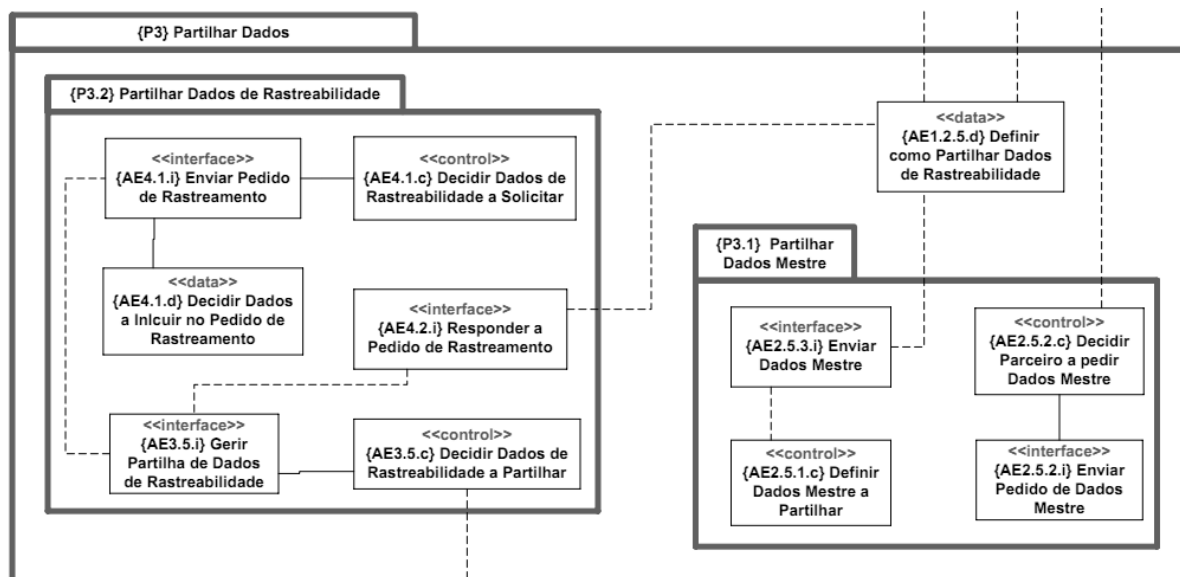 {P3} Partilhar Dados
{P3.2} Partilhar Dados de Rastreabilidade
<<interface>>
{AE4.1.i} Enviar Pedido
de Rastreamento
<<control>>
{AE4.1.c} Decidir Dados de
Rastreabilidade a Solicitar
<<data>>
{AE4.1.d} Decidir Dados
a Inlcuir no Pedido de
Rastreamento
<<interface>>
{AE4.2.i} Responder a
Pedido de Rastreamento
<<interface>>
{AE3.5.i} Gerir
Partilha de Dados
de Rastreabilidade
<<control>>
{AE3.5.c} Decidir Dados de
Rastreabilidade a Partilhar
<<data>>
{AE1.2.5.d} Definir
como Partilhar Dados
de Rastreabilidade
{P3.1} Partilhar
Dados Mestre
<<interface>>
{AE2.5.3.i} Enviar
Dados Mestre
<<control>>
{AE2.5.2.c} Decidir
Parceiro a pedir
Dados Mestre
<<control>>
{AE2.5.1.c} Definir
Dados Mestre a
Partilhar
<<interface>>
{AE2.5.2.i} Enviar
Pedido de Dados
Mestre